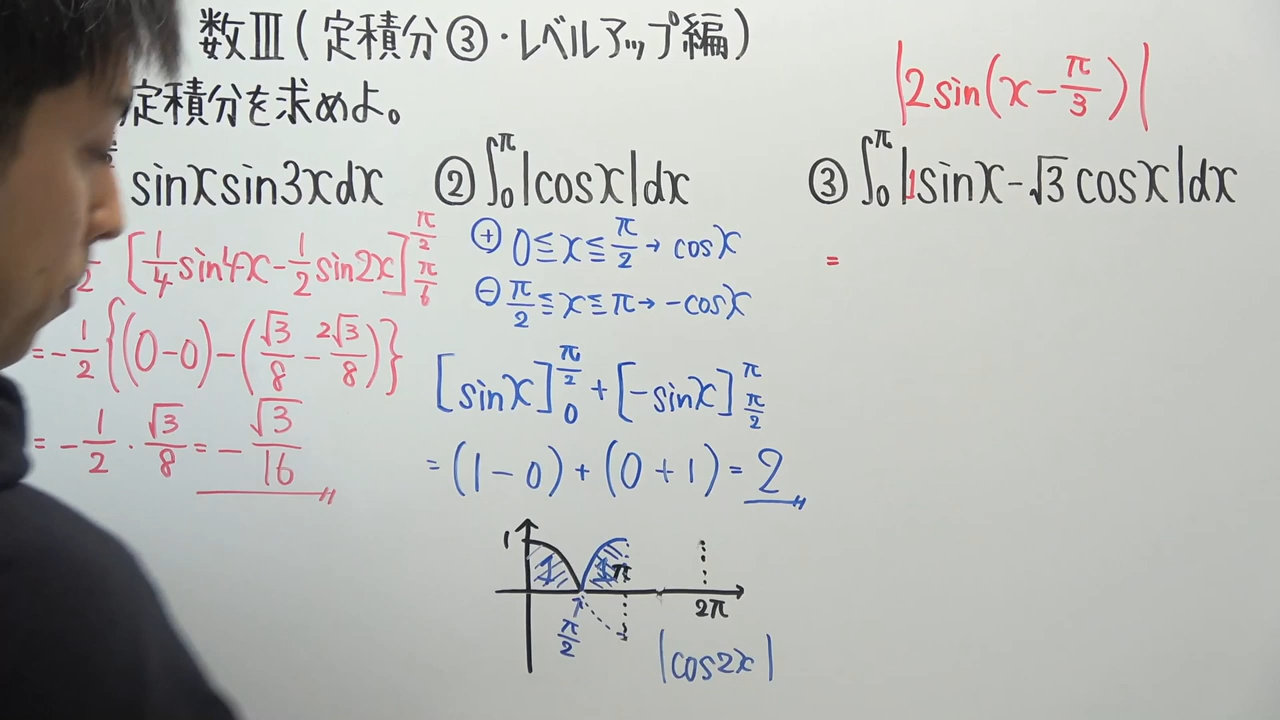 数Ⅲ(定積分③・レベルアップ編)
定積分を求めよ。
sinxsin3xdx
[1/4 sin4x-1/2 sin2x]π/2 π/6
=-1/2{(0-0)-(√3/8-2√3/8)}
=-1/2・√3/8=-√3/16
②∫0 π|cosx|dx
⊕ 0≦x≦π/2→cosx
⊖ π/2≦x≦π→-cosx
[sinx]π/2 0+[-sinx]π π/2
=(1-0)+(0+1)=2
1
1
π
2π
π/2
|cos2x|
|2sin(x-π/3)|
③∫0 π|1sinx-√3cosx|dx
=